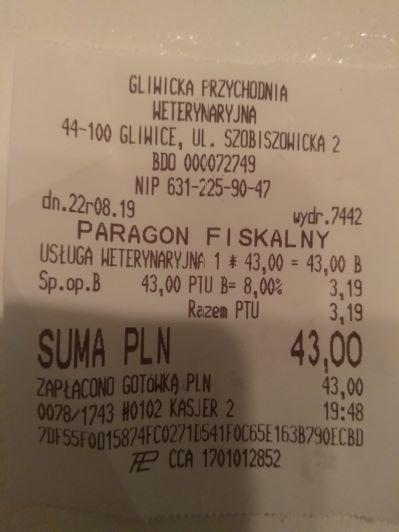 GLIWICKA PRZYCHODNIA
WETERYNARYJNA
44-100 GLIWICE, UL. SZOBISZOWICKA 2
BDO 000072749
NIP 631-225-90-47
dn.22r08.19 wydr.7442
PARAGON FISKALNY
USŁUGA WETERYNARYJNA 1 * 43,00 = 43,00 B
Sp.op.B 43,00 PTU B= 8,00% 3,19
Razem PTU 3,19
SUMA PLN 43,00
ZAPŁACONO GOTÓWKĄ PLN 43,00
0078/1743 #0102 KASJER 2 19:48
7DF55F0D15874FC0271D541F0C65E163B790ECBD
CCA 1701012852